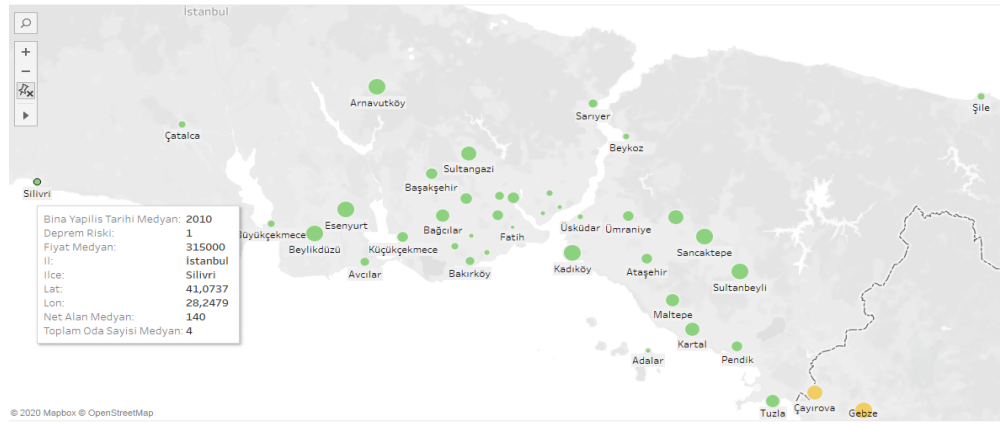 İstanbul
Arnavutköy
Sarıyer
Şile
Çatalca
Beykoz
Sultangazi
Başakşehir
Silivri
Bina Yapilis Tarihi Medyan: 2010
Deprem Riski: 1
Fiyat Medyan: 315000
Il: İstanbul
Ilce: Silivri
Lat: 41,0737
Lon: 28,2479
Net Alan Medyan: 140
Toplam Oda Sayisi Medyan: 4
Esenyurt
Bağcılar
Üsküdar
Ümraniye
Büyükçekmece
Beylikdüzü
Küçükçekmece
Fatih
Sancaktepe
Avcılar
Bakırköy
Kadıköy
Ataşehir
Sultanbeyli
Maltepe
Kartal
Adalar
Pendik
Tuzla
Çayırova
Gebze
© 2020 Mapbox © OpenStreetMap